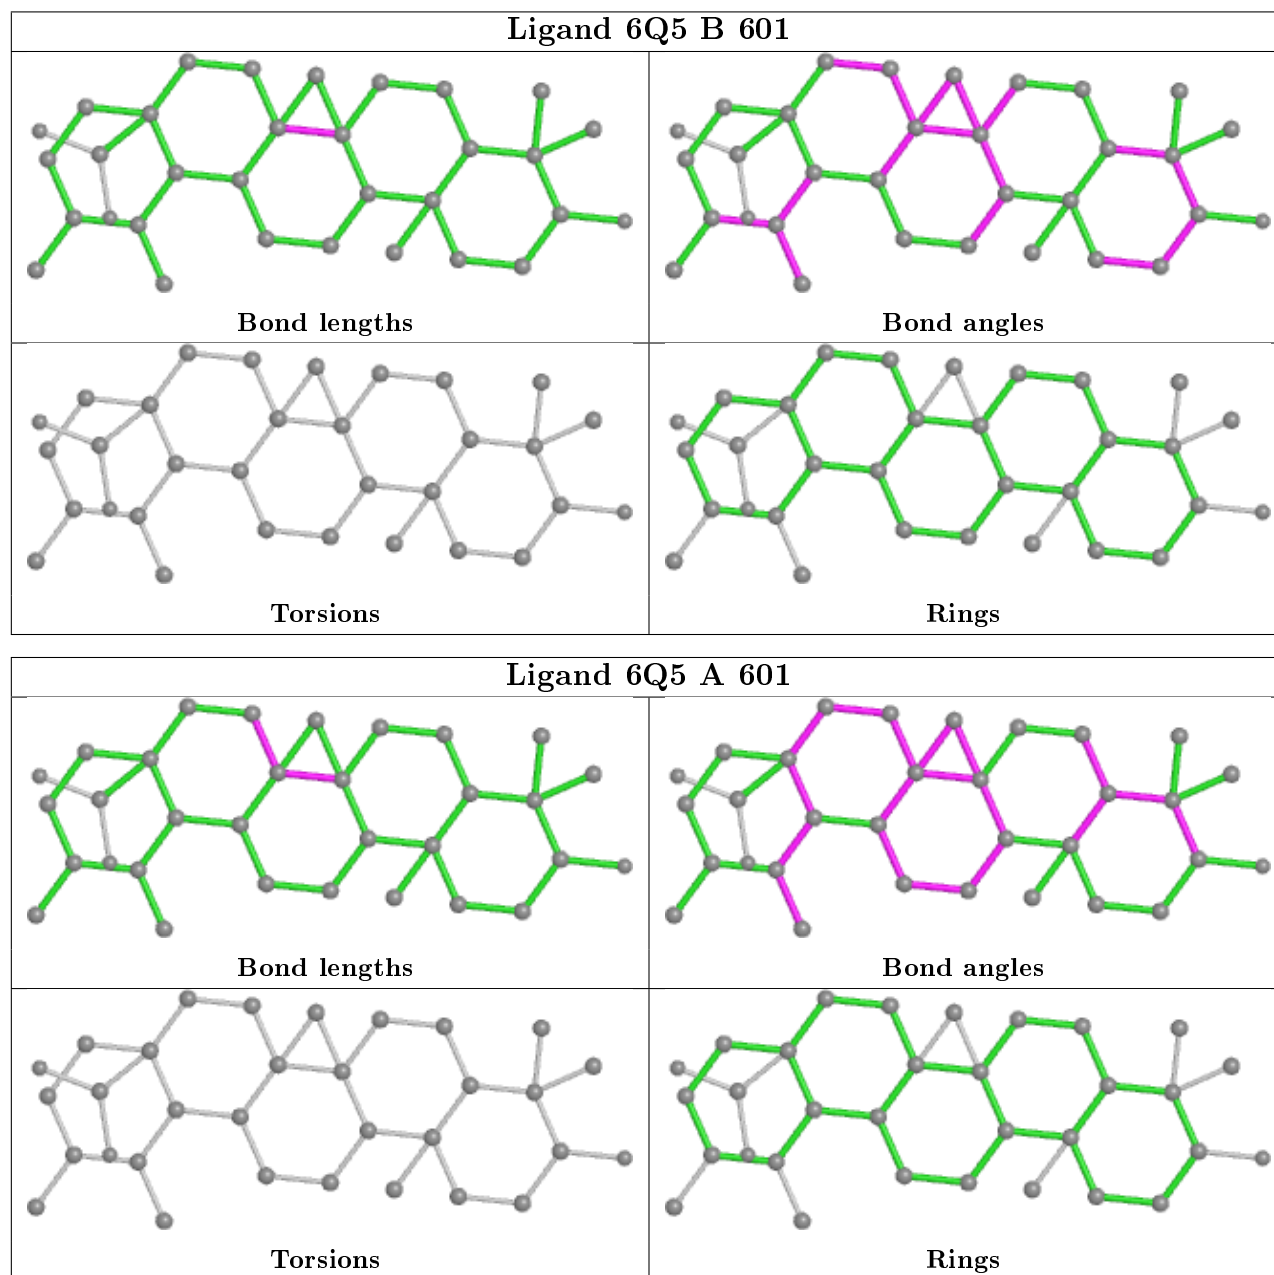 Ligand 6Q5 B 601
Bond lengths
Bond angles
Torsions
Rings
Ligand 6Q5 A 601
Bond lengths
Bond angles
Torsions
Rings